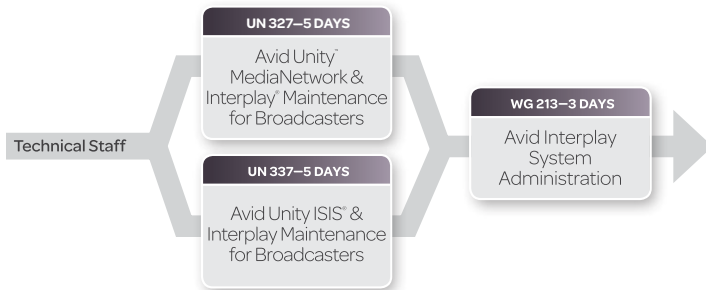 Technical Staff
UN 327–5 DAYS
Avid Unity™
MediaNetwork &
Interplay® Maintenance
for Broadcasters
UN 337–5 DAYS
Avid Unity ISIS® &
Interplay Maintenance
for Broadcasters
WG 213–3 DAYS
Avid Interplay
System
Administration